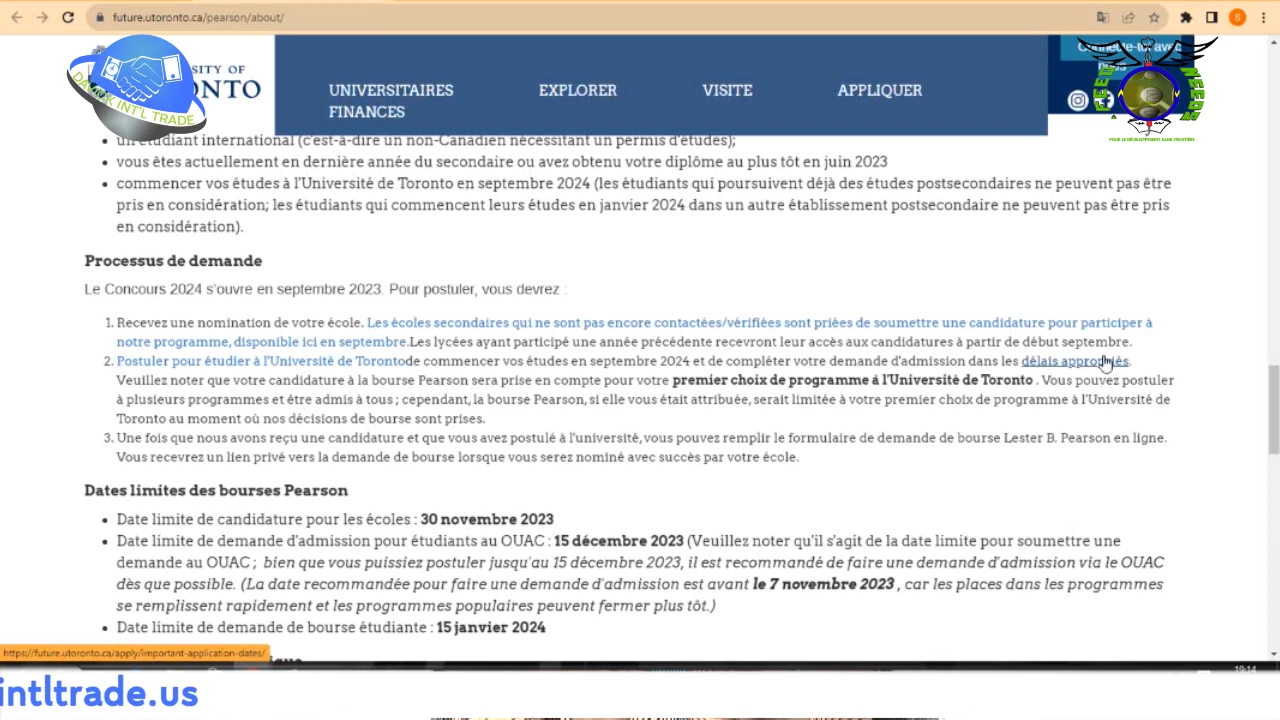 future.utoronto.ca/pearson/about/
S
SITY OF
ONTO
DAVICK INT'L TRADE
UNIVERSITAIRES
EXPLORER
VISITE
APPLIQUER
FINANCES
Connecte-toi avec
FEED
NEEDS
POUR LE DÉVELOPPEMENT SANS FRONTIÈRE
un étudiant international (c'est-à-dire un non-Canadien nécessitant un permis d'études);
vous êtes actuellement en dernière année du secondaire ou avez obtenu votre diplôme au plus tôt en juin 2023
commencer vos études à l'Université de Toronto en septembre 2024 (les étudiants qui poursuivent déjà des études postsecondaires ne peuvent pas être
pris en considération; les étudiants qui commencent leurs études en janvier 2024 dans un autre établissement postsecondaire ne peuvent pas être pris
en considération).
Processus de demande
Le Concours 2024 s'ouvre en septembre 2023. Pour postuler, vous devrez :
1. Recevez une nomination de votre école. Les écoles secondaires qui ne sont pas encore contactées/vérifiées sont priées de soumettre une candidature pour participer à
notre programme, disponible ici en septembre.Les lycées ayant participé une année précédente recevront leur accès aux candidatures à partir de début septembre.
2. Postuler pour étudier à l'Université de Torontode commencer vos études en septembre 2024 et de compléter votre demande d'admission dans les délais appropriés.
Veuillez noter que votre candidature à la bourse Pearson sera prise en compte pour votre premier choix de programme à l'Université de Toronto . Vous pouvez postuler
à plusieurs programmes et être admis à tous ; cependant, la bourse Pearson, si elle vous était attribuée, serait limitée à votre premier choix de programme à l'Université de
Toronto au moment où nos décisions de bourse sont prises.
3. Une fois que nous avons reçu une candidature et que vous avez postulé à l'université, vous pouvez remplir le formulaire de demande de bourse Lester B. Pearson en ligne.
Vous recevrez un lien privé vers la demande de bourse lorsque vous serez nominé avec succès par votre école.
Dates limites des bourses Pearson
Date limite de candidature pour les écoles : 30 novembre 2023
Date limite de demande d'admission pour étudiants au OUAC : 15 décembre 2023 (Veuillez noter qu'il s'agit de la date limite pour soumettre une
demande au OUAC ; bien que vous puissiez postuler jusqu'au 15 décembre 2023, il est recommandé de faire une demande d'admission via le OUAC
dès que possible. (La date recommandée pour faire une demande d'admission est avant le 7 novembre 2023 , car les places dans les programmes
se remplissent rapidement et les programmes populaires peuvent fermer plus tôt.)
Date limite de demande de bourse étudiante : 15 janvier 2024
https://future.utoronto.ca/apply/important-application-dates/
19:14
intltrade.us